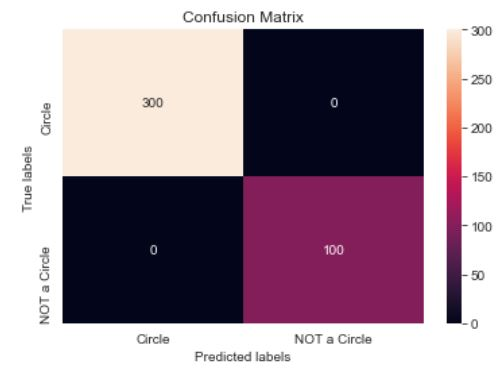 Confusion Matrix
Circle
NOT a Circle
True labels
300
0
0
100
Circle
NOT a Circle
Predicted labels
300
250
200
150
100
50
0